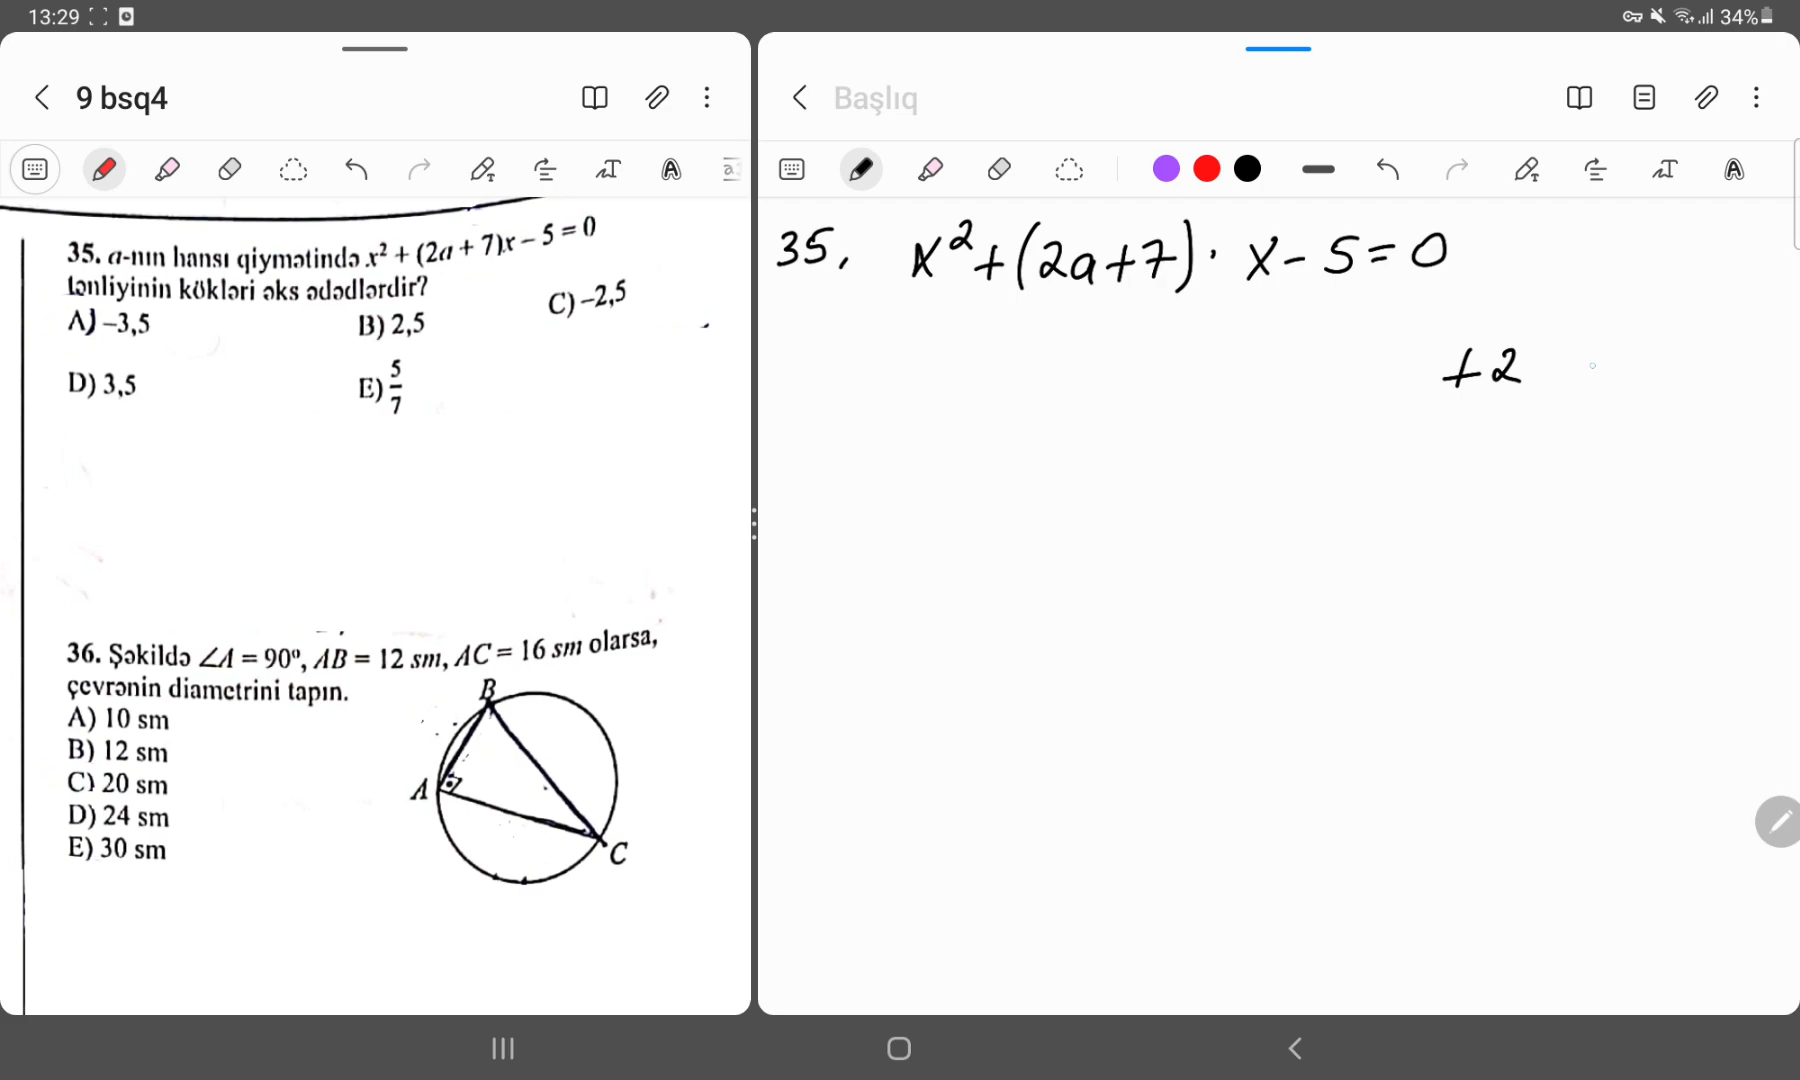 13:29
34%
9 bsq4
35. a-nın hansı qiymətində x² + (2a + 7)x − 5 = 0
tənliyinin kökləri əks ədədlərdir?
A) −3,5
B) 2,5
C) −2,5
D) 3,5
E) 5/7
36. Şəkildə ∠A = 90°, AB = 12 sm, AC = 16 sm olarsa,
çevrənin diametrini tapın.
A) 10 sm
B) 12 sm
C) 20 sm
D) 24 sm
E) 30 sm
B
A
C
Başlıq
35, x² + (2a+7) · x − 5 = 0
+2